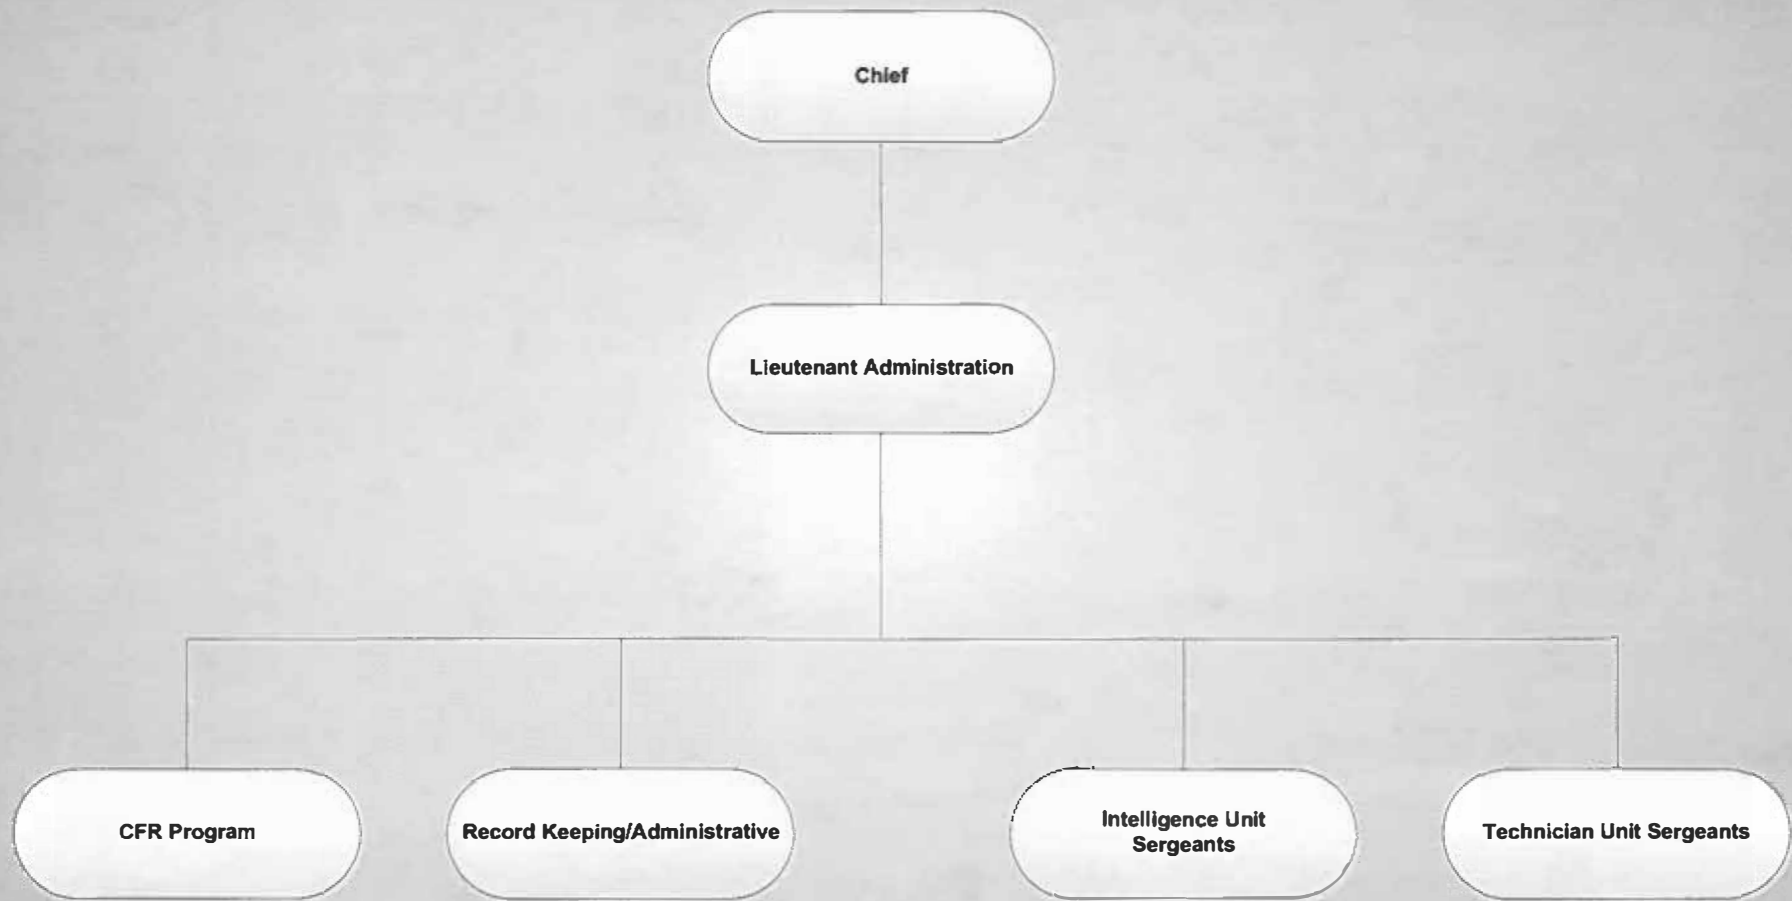 Chief
Lieutenant Administration
CFR Program
Record Keeping/Administrative
Intelligence Unit
Sergeants
Technician Unit Sergeants